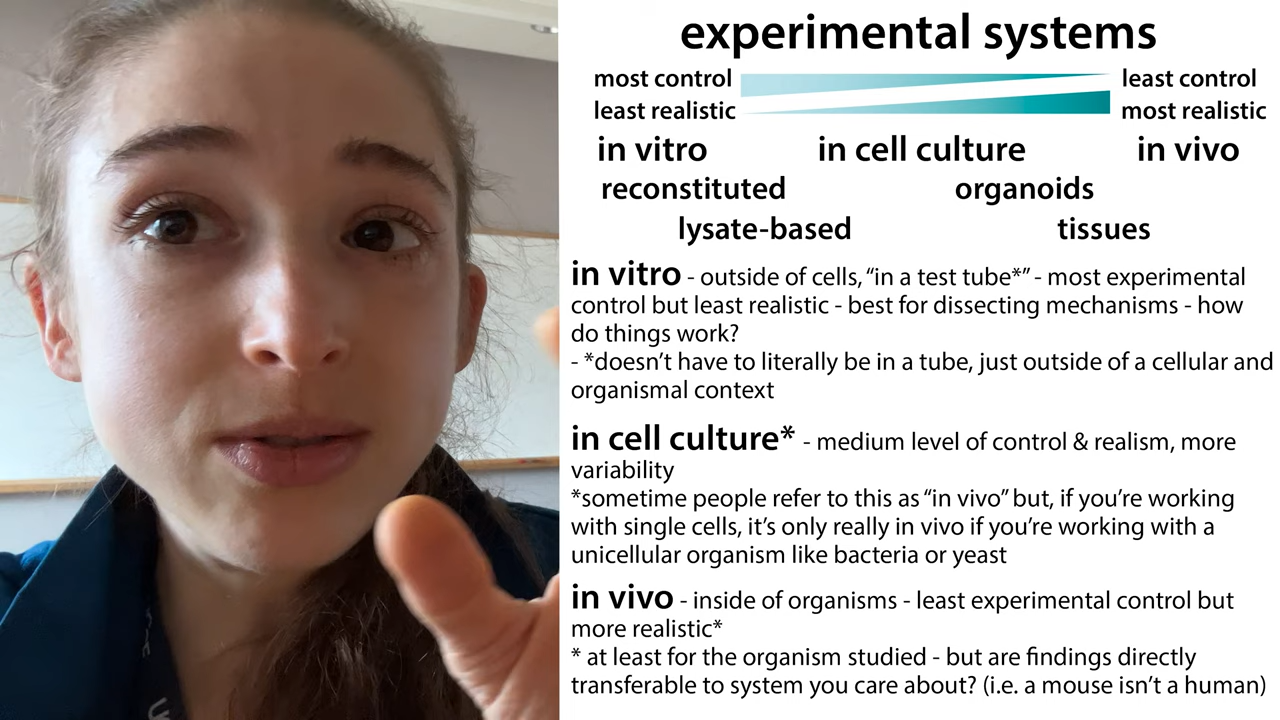 experimental systems
most control
least control
least realistic
most realistic
in vitro in cell culture in vivo
reconstituted organoids
lysate-based tissues
in vitro - outside of cells, “in a test tube*” - most experimental
control but least realistic - best for dissecting mechanisms - how
do things work?
- *doesn’t have to literally be in a tube, just outside of a cellular and
organismal context
in cell culture* - medium level of control & realism, more
variability
*sometime people refer to this as “in vivo” but, if you’re working
with single cells, it’s only really in vivo if you’re working with a
unicellular organism like bacteria or yeast
in vivo - inside of organisms - least experimental control but
more realistic*
* at least for the organism studied - but are findings directly
transferable to system you care about? (i.e. a mouse isn’t a human)